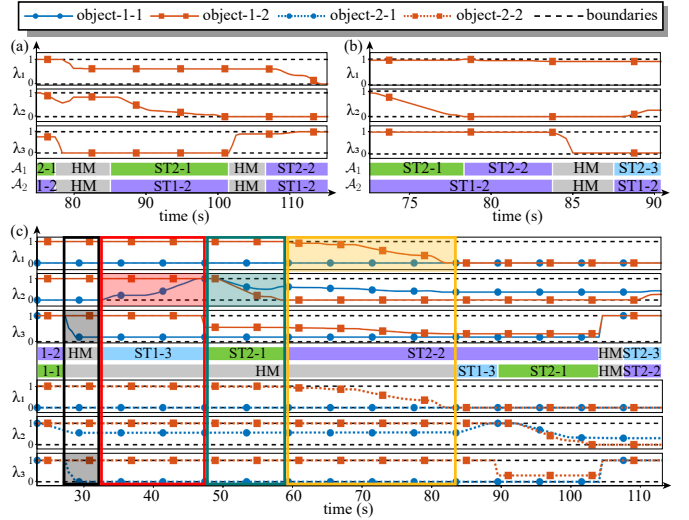 object-1-1 object-1-2 object-2-1 object-2-2 boundaries
(a) (b)
1 λ₁ 0 1 λ₁ 0
1 λ₂ 0 1 λ₂ 0
1 λ₃ 0 1 λ₃ 0
A₁ 2-1 HM ST2-1 HM ST2-2 A₁ ST2-1 ST2-2 HM ST2-3
A₂ 1-2 HM ST1-2 HM ST1-2 A₂ ST1-2 HM ST1-2
80 90 100 110 75 80 85 90
time (s) time (s)
(c)
1 λ₁ 0
1 λ₂ 0
1 λ₃ 0
1-2 HM ST1-3 ST2-1 ST2-2 HM ST2-3
1-1 HM ST1-3 ST2-1 HM ST2-2
1 λ₁ 0
1 λ₂ 0
1 λ₃ 0
30 40 50 60 70 80 90 100 110
time (s)